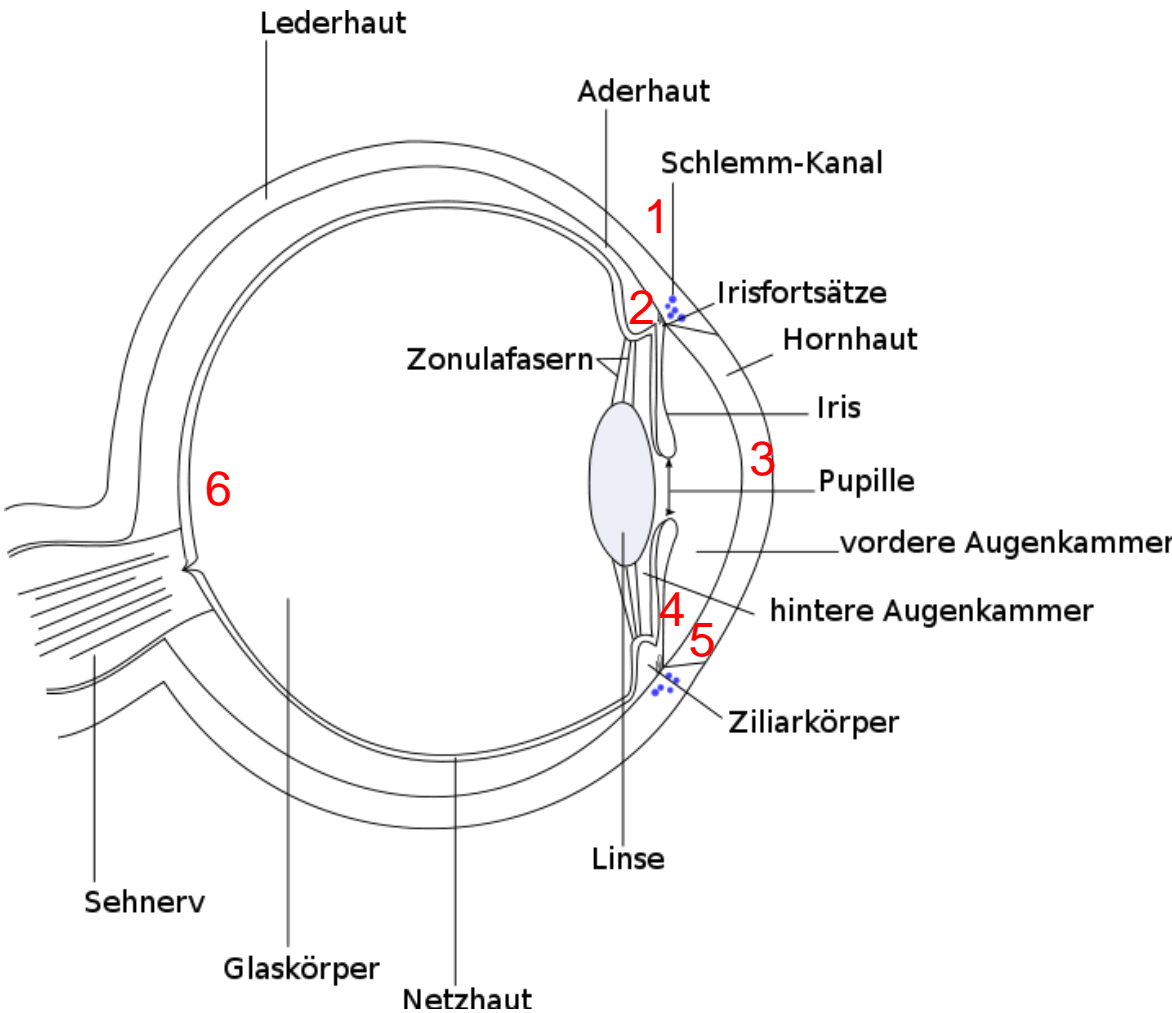 Lederhaut
Aderhaut
Schlemm-Kanal
1
Irisfortsätze
2
Hornhaut
Zonulafasern
Iris
3
Pupille
6
vordere Augenkammer
hintere Augenkammer
4
5
Ziliarkörper
Linse
Sehnerv
Glaskörper
Netzhaut